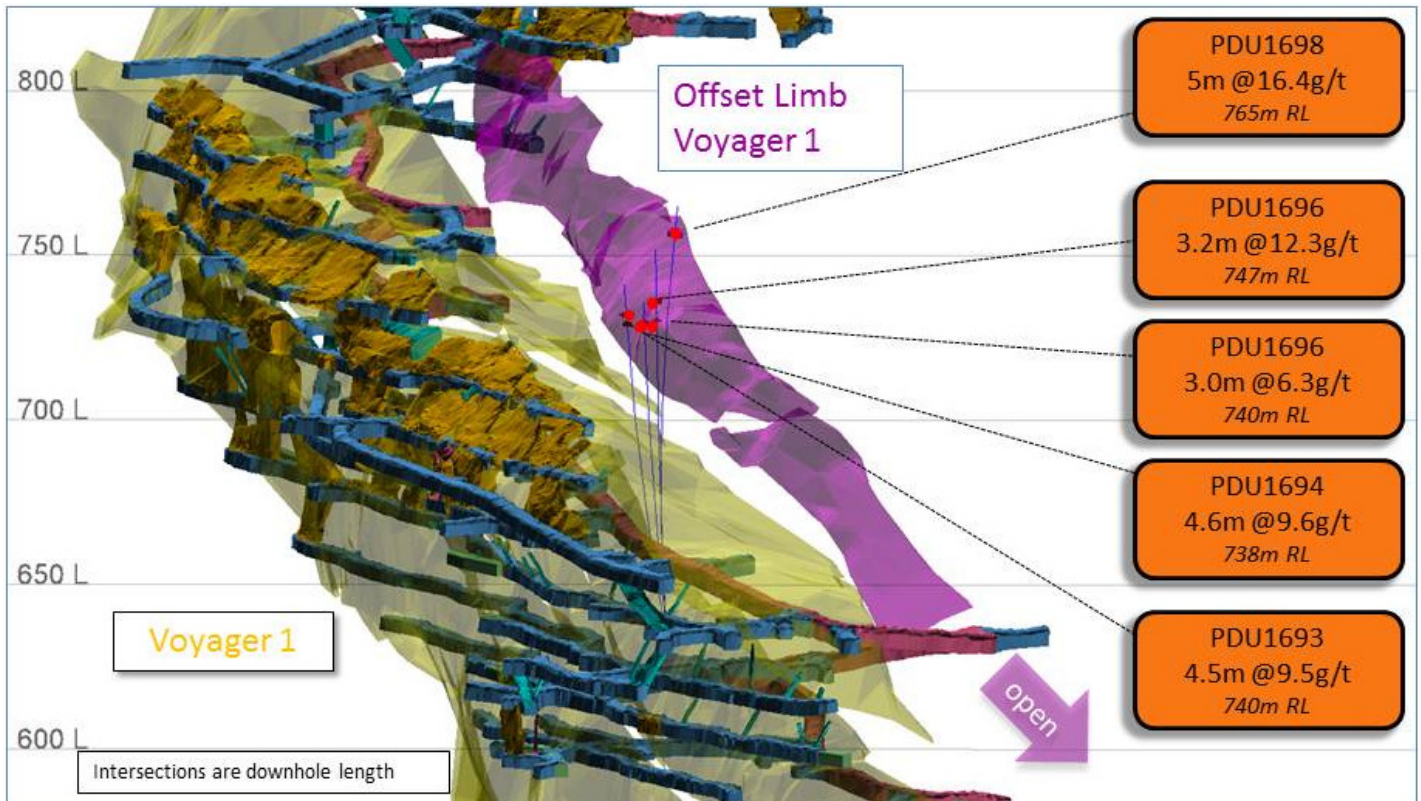 800 L
750 L
700 L
650 L
600 L
Offset Limb
Voyager 1
Voyager 1
Intersections are downhole length
open
PDU1698
5m @16.4g/t
765m RL
PDU1696
3.2m @12.3g/t
747m RL
PDU1696
3.0m @6.3g/t
740m RL
PDU1694
4.6m @9.6g/t
738m RL
PDU1693
4.5m @9.5g/t
740m RL